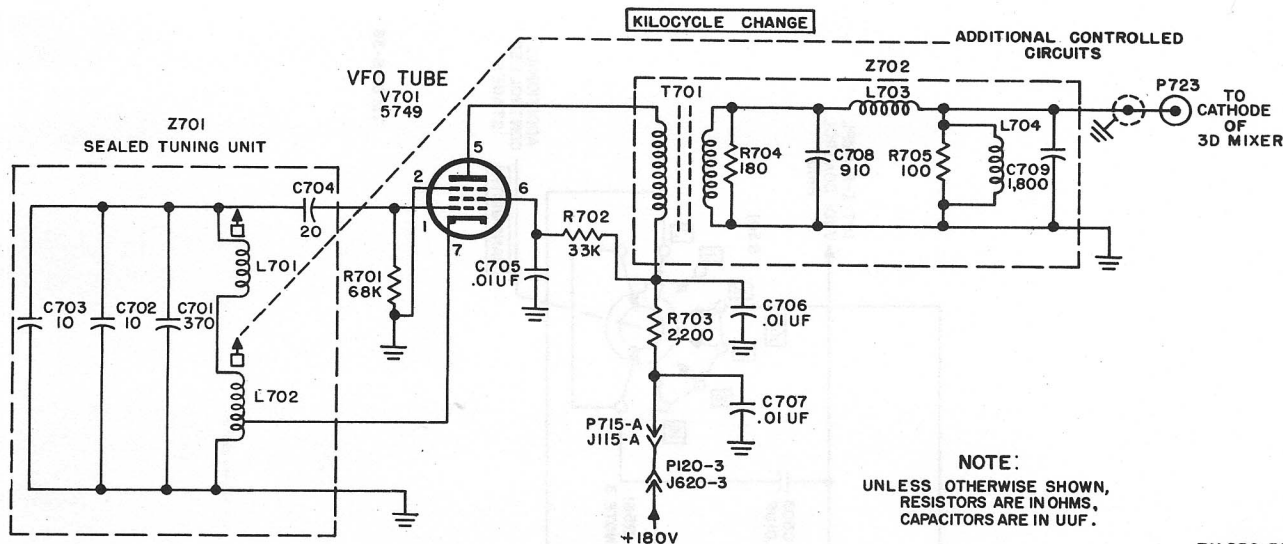 KILOCYCLE CHANGE
ADDITIONAL CONTROLLED
CIRCUITS
VFO TUBE
V701
5749
Z702
T701
L703
P723
TO
CATHODE
OF
3D MIXER
Z701
SEALED TUNING UNIT
5
2
6
1
7
C704
20
R704
180
C708
910
R705
100
L704
C709
1,800
R702
33K
L701
R701
68K
C705
.01UF
C703
10
C702
10
C701
370
L702
R703
2,200
C706
.01UF
C707
.01UF
P715-A
J115-A
P120-3
J620-3
+180V
NOTE:
UNLESS OTHERWISE SHOWN,
RESISTORS ARE IN OHMS,
CAPACITORS ARE IN UUF.